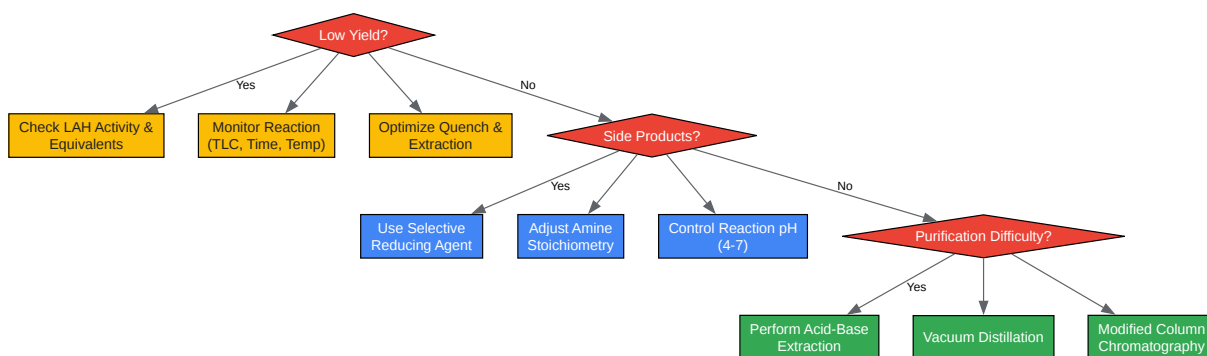 Low Yield?
Yes
No
Check LAH Activity &
Equivalents
Monitor Reaction
(TLC, Time, Temp)
Optimize Quench &
Extraction
Side Products?
Yes
No
Use Selective
Reducing Agent
Adjust Amine
Stoichiometry
Control Reaction pH
(4-7)
Purification Difficulty?
Yes
Perform Acid-Base
Extraction
Vacuum Distillation
Modified Column
Chromatography